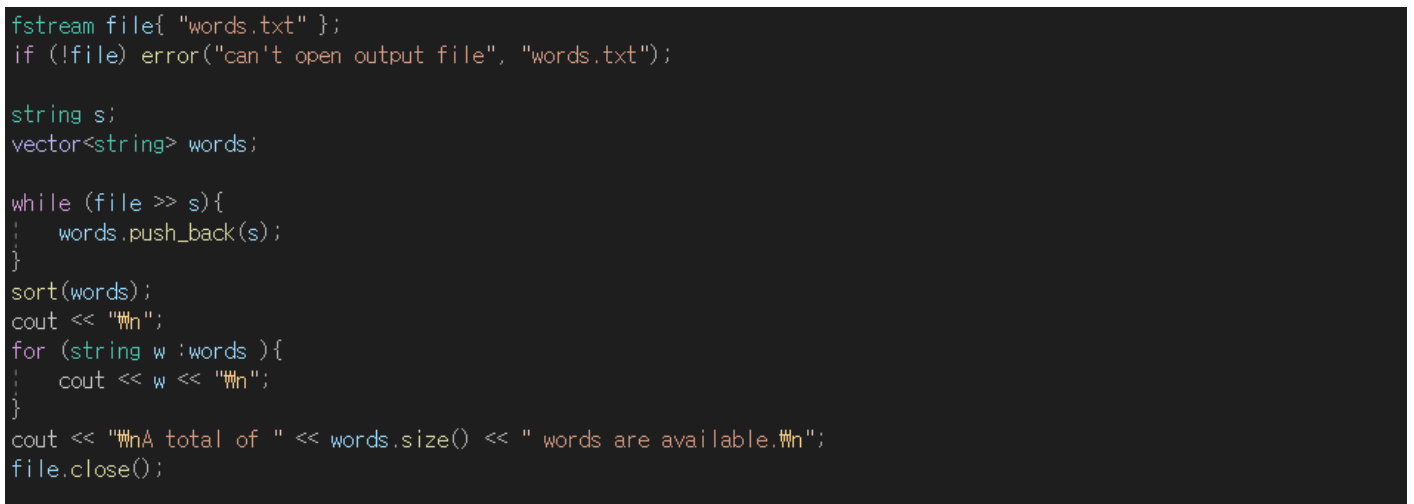 fstream file{ "words.txt" };
if (!file) error("can't open output file", "words.txt");
string s;
vector<string> words;
while (file >> s){
words.push_back(s);
}
sort(words);
cout << "₩n";
for (string w :words ){
cout << w << "₩n";
}
cout << "₩nA total of " << words.size() << " words are available.₩n";
file.close();